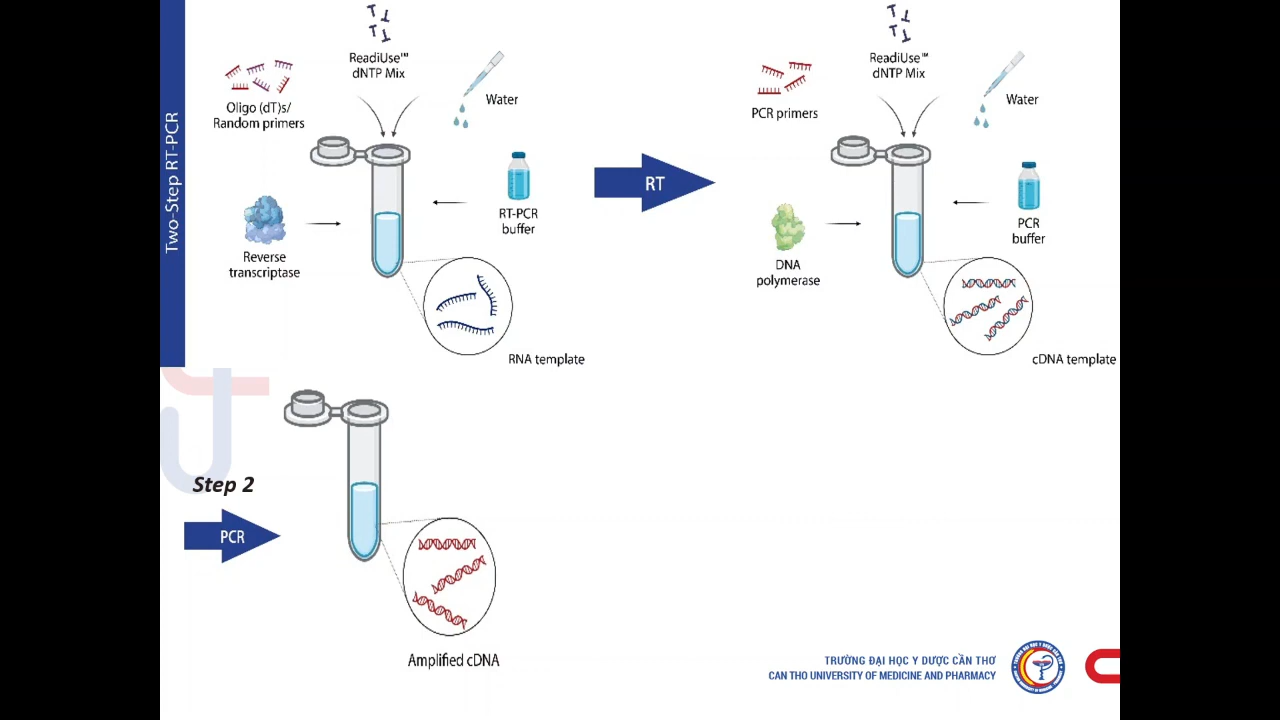 Two-Step RT-PCR
ReadiUse™
dNTP Mix
Oligo (dT)s/
Random primers
Water
Reverse
transcriptase
RT-PCR
buffer
RNA template
RT
ReadiUse™
dNTP Mix
PCR primers
Water
DNA
polymerase
PCR
buffer
cDNA template
Step 2
PCR
Amplified cDNA
TRƯỜNG ĐẠI HỌC Y DƯỢC CẦN THƠ
CAN THO UNIVERSITY OF MEDICINE AND PHARMACY